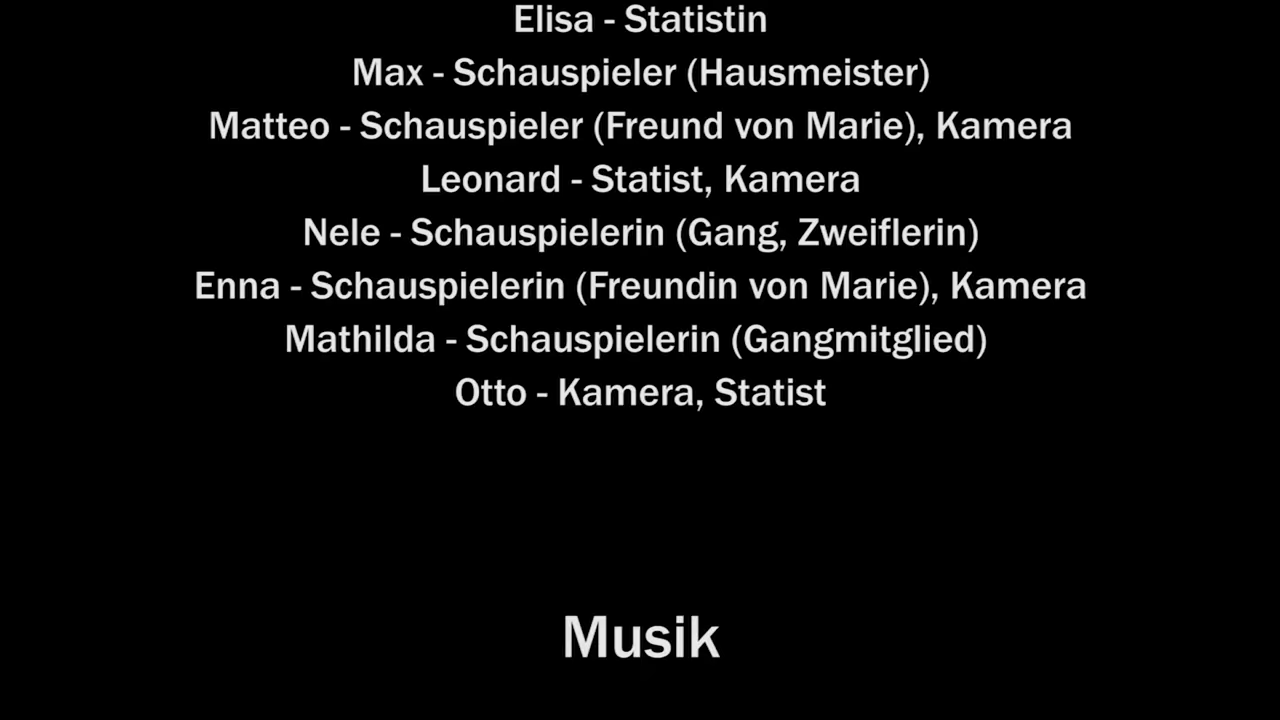 Elisa - Statistin
Max - Schauspieler (Hausmeister)
Matteo - Schauspieler (Freund von Marie), Kamera
Leonard - Statist, Kamera
Nele - Schauspielerin (Gang, Zweiflerin)
Enna - Schauspielerin (Freundin von Marie), Kamera
Mathilda - Schauspielerin (Gangmitglied)
Otto - Kamera, Statist
Musik